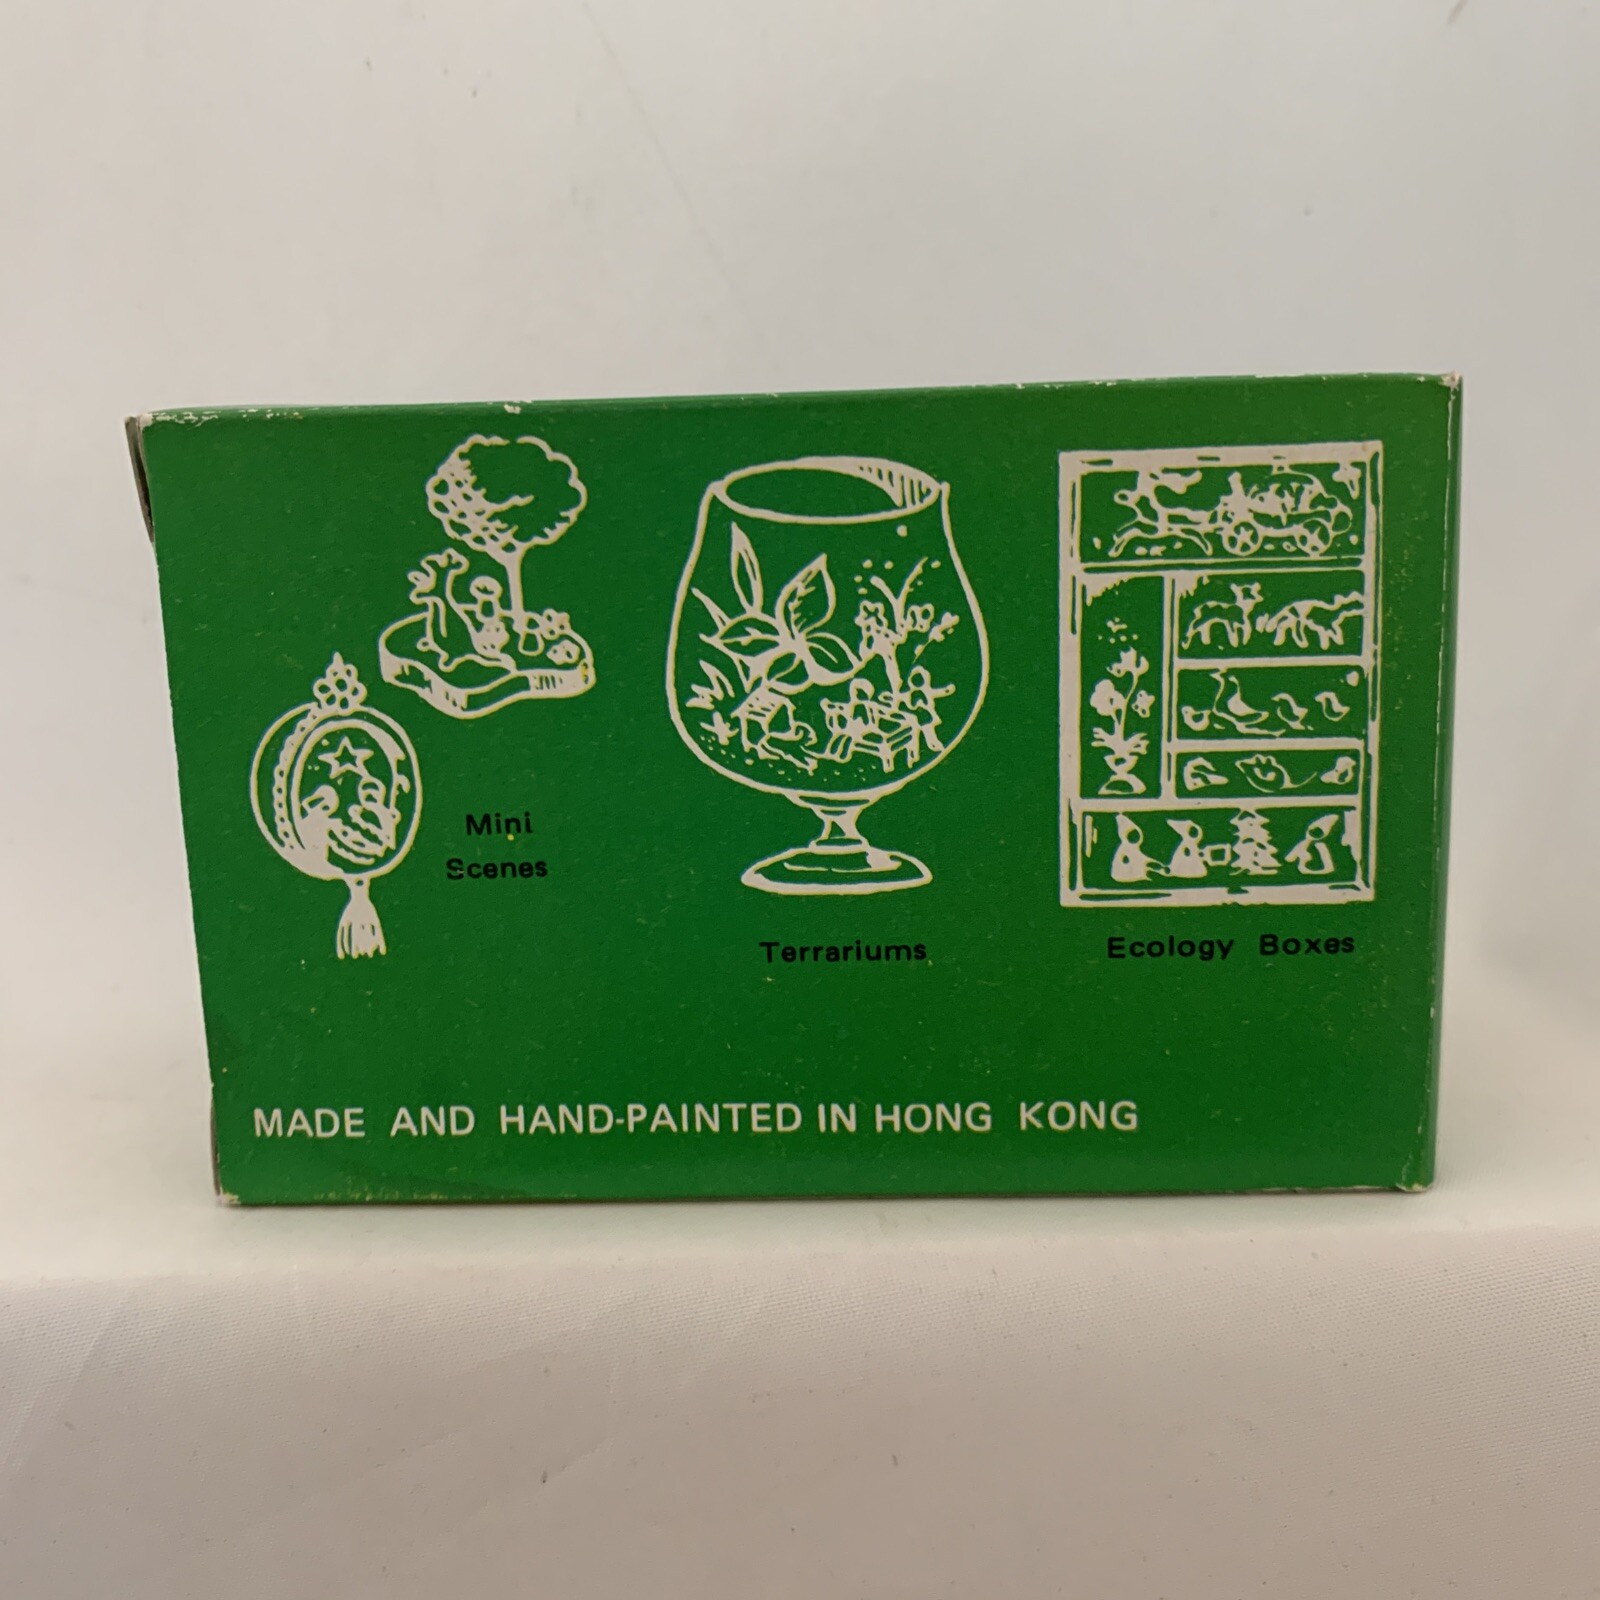 Mini
Scenes
Terrariums
Ecology Boxes
MADE AND HAND-PAINTED IN HONG KONG